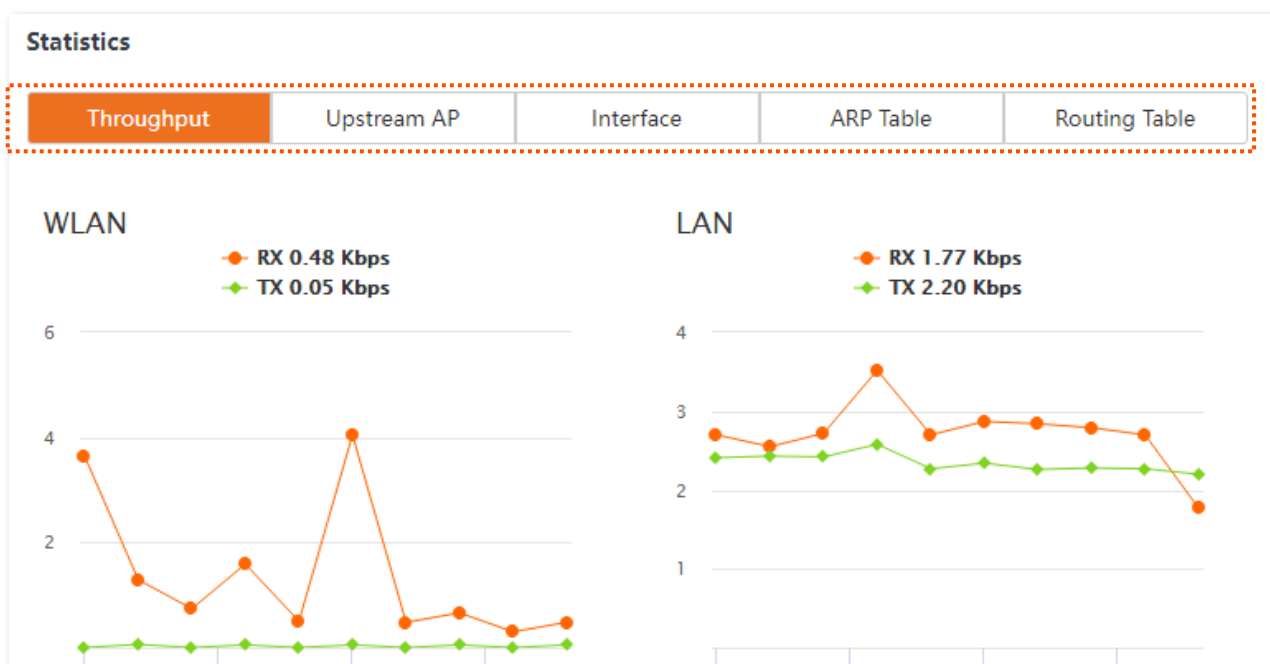 Statistics
Throughput Upstream AP Interface ARP Table Routing Table
WLAN
RX 0.48 Kbps
TX 0.05 Kbps
6
4
2
LAN
RX 1.77 Kbps
TX 2.20 Kbps
4
3
2
1